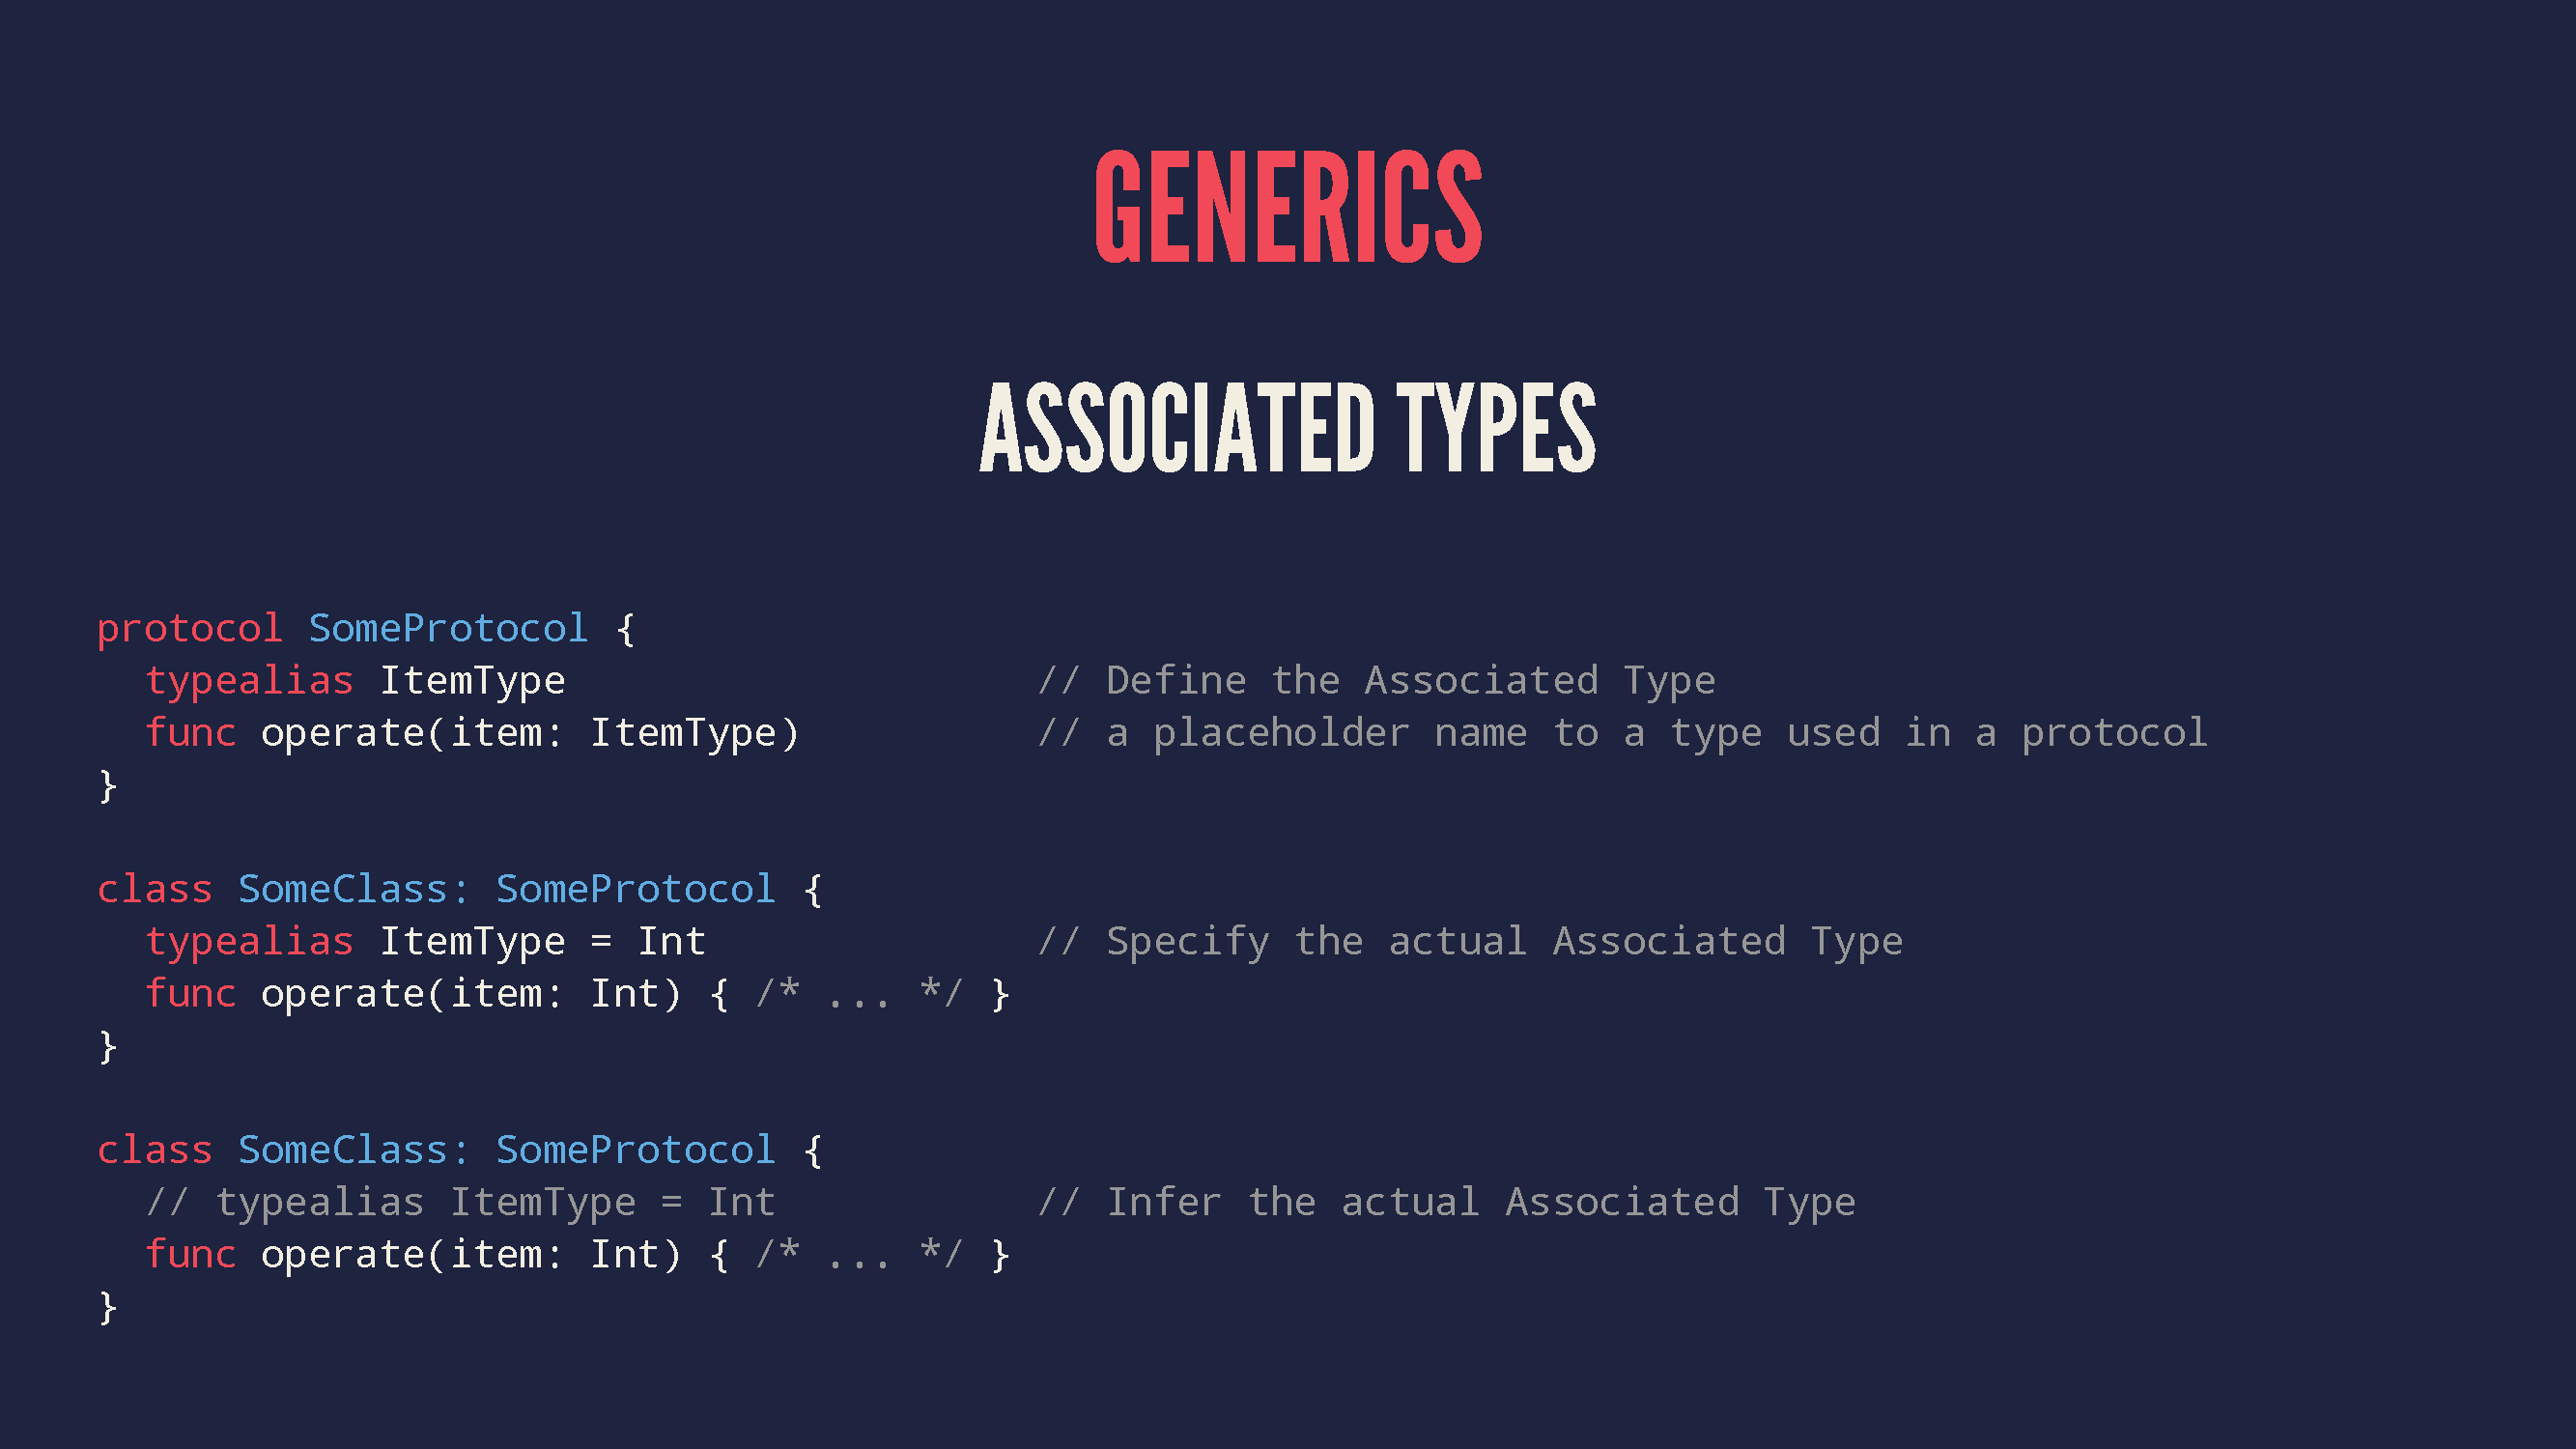 GENERICS
ASSOCIATED TYPES
protocol SomeProtocol {
  typealias ItemType                    // Define the Associated Type
  func operate(item: ItemType)          // a placeholder name to a type used in a protocol
}
class SomeClass: SomeProtocol {
  typealias ItemType = Int              // Specify the actual Associated Type
  func operate(item: Int) { /* ... */ }
}
class SomeClass: SomeProtocol {
  // typealias ItemType = Int           // Infer the actual Associated Type
  func operate(item: Int) { /* ... */ }
}